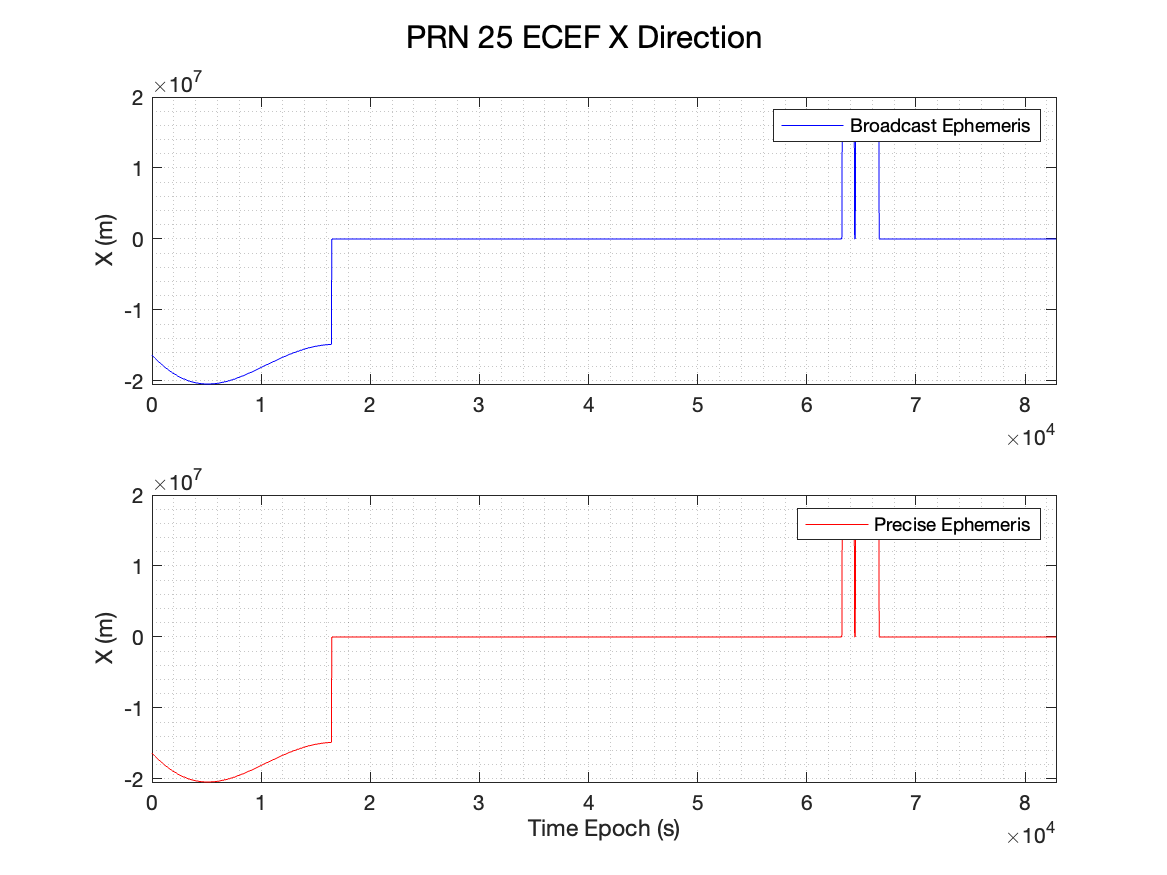 PRN 25 ECEF X Direction
×10^7
Broadcast Ephemeris
2
1
0
-1
-2
X (m)
0 1 2 3 4 5 6 7 8
×10^4
×10^7
Precise Ephemeris
2
1
0
-1
-2
X (m)
0 1 2 3 4 5 6 7 8
Time Epoch (s)
×10^4